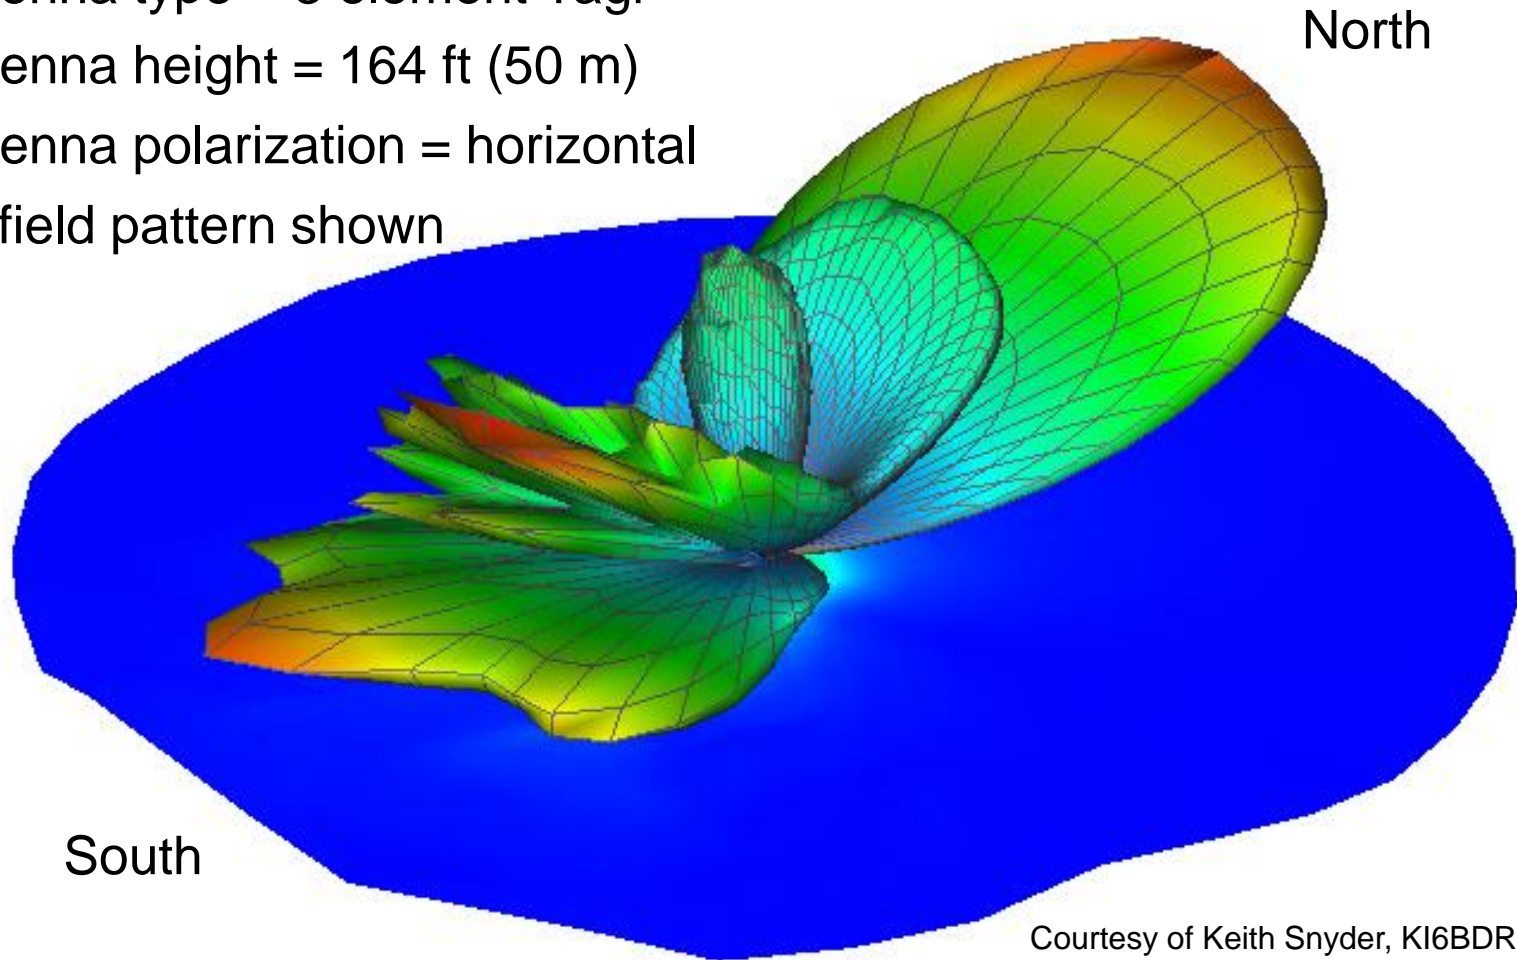 enna height = 164 ft (50 m)
enna polarization = horizontal
field pattern shown
North
South
Courtesy of Keith Snyder, KI6BDR